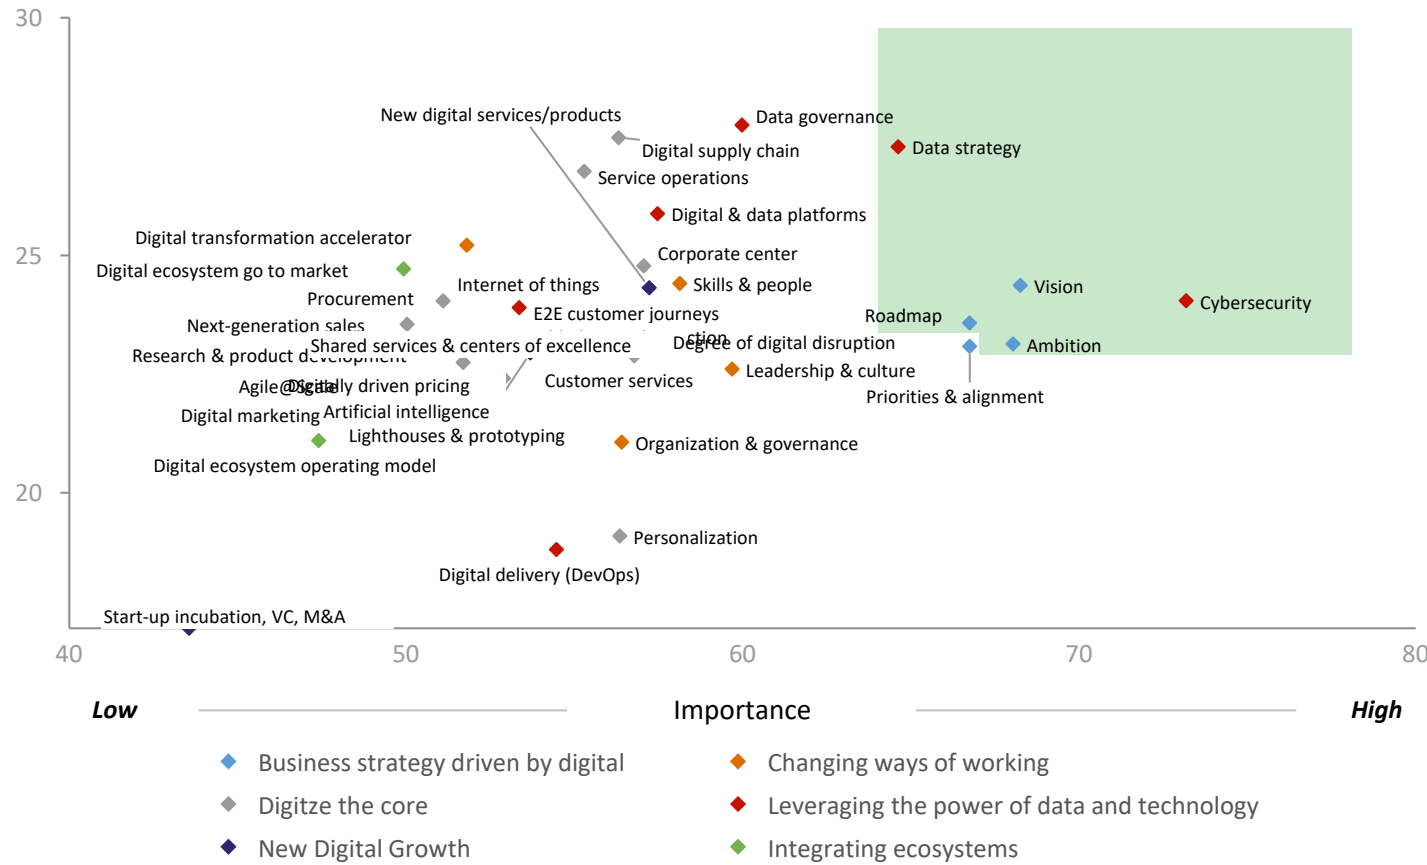 30
New digital services/products
Data governance
Digital supply chain
Data strategy
Service operations
Digital & data platforms
Digital transformation accelerator
25
Corporate center
Digital ecosystem go to market
Internet of things
Skills & people
Vision
Procurement
E2E customer journeys
Cybersecurity
Roadmap
Next-generation sales
Shared services & centers of excellence
Degree of digital disruption
Ambition
Research & product development
Agile@Scale
Digitally driven pricing
Customer services
Leadership & culture
Priorities & alignment
Digital marketing
Artificial intelligence
Lighthouses & prototyping
Organization & governance
Digital ecosystem operating model
20
Personalization
Digital delivery (DevOps)
Start-up incubation, VC, M&A
40
50
60
70
80
Low
Importance
High
Business strategy driven by digital
Changing ways of working
Digitze the core
Leveraging the power of data and technology
New Digital Growth
Integrating ecosystems